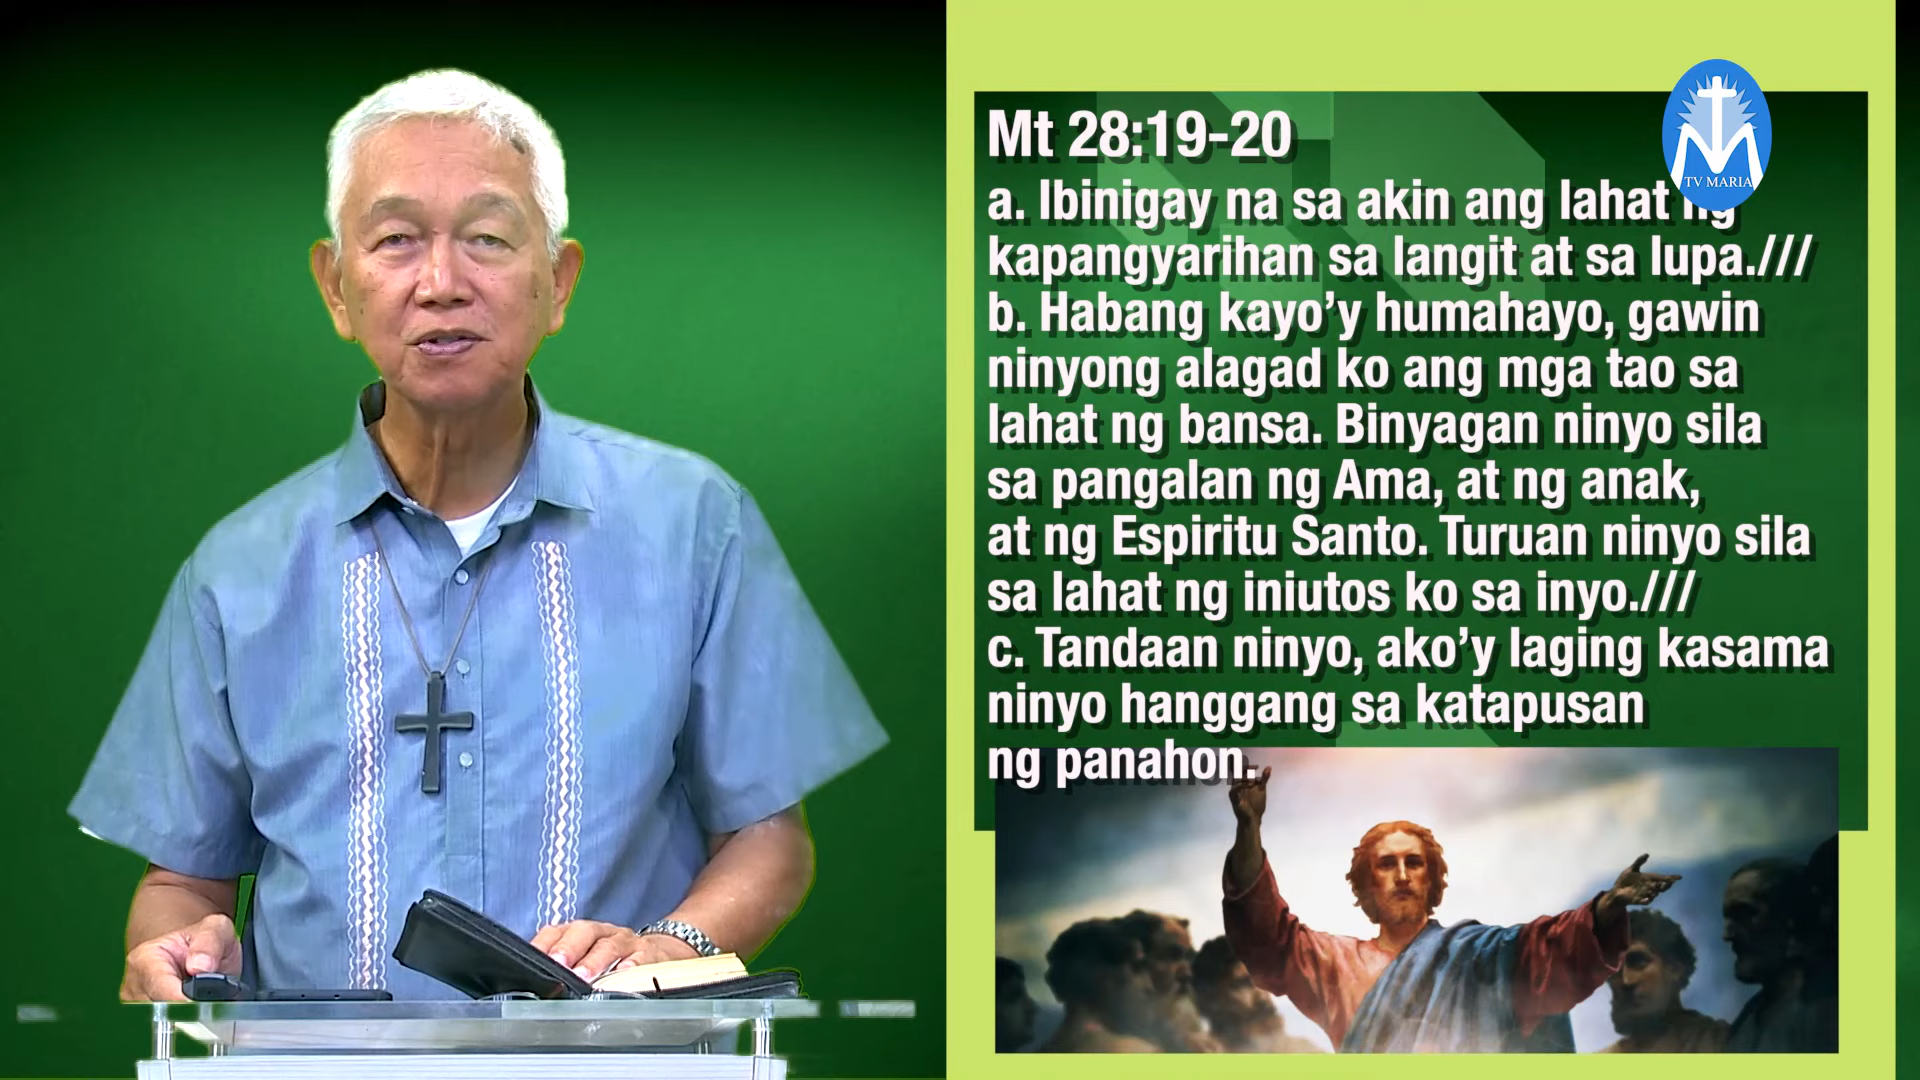 Mt 28:19-20
a. Ibinigay na sa akin ang lahat ng
kapangyarihan sa langit at sa lupa.///
b. Habang kayo’y humahayo, gawin
ninyong alagad ko ang mga tao sa
lahat ng bansa. Binyagan ninyo sila
sa pangalan ng Ama, at ng anak,
at ng Espiritu Santo. Turuan ninyo sila
sa lahat ng iniutos ko sa inyo.///
c. Tandaan ninyo, ako’y laging kasama
ninyo hanggang sa katapusan
ng panahon.
TV MARIA